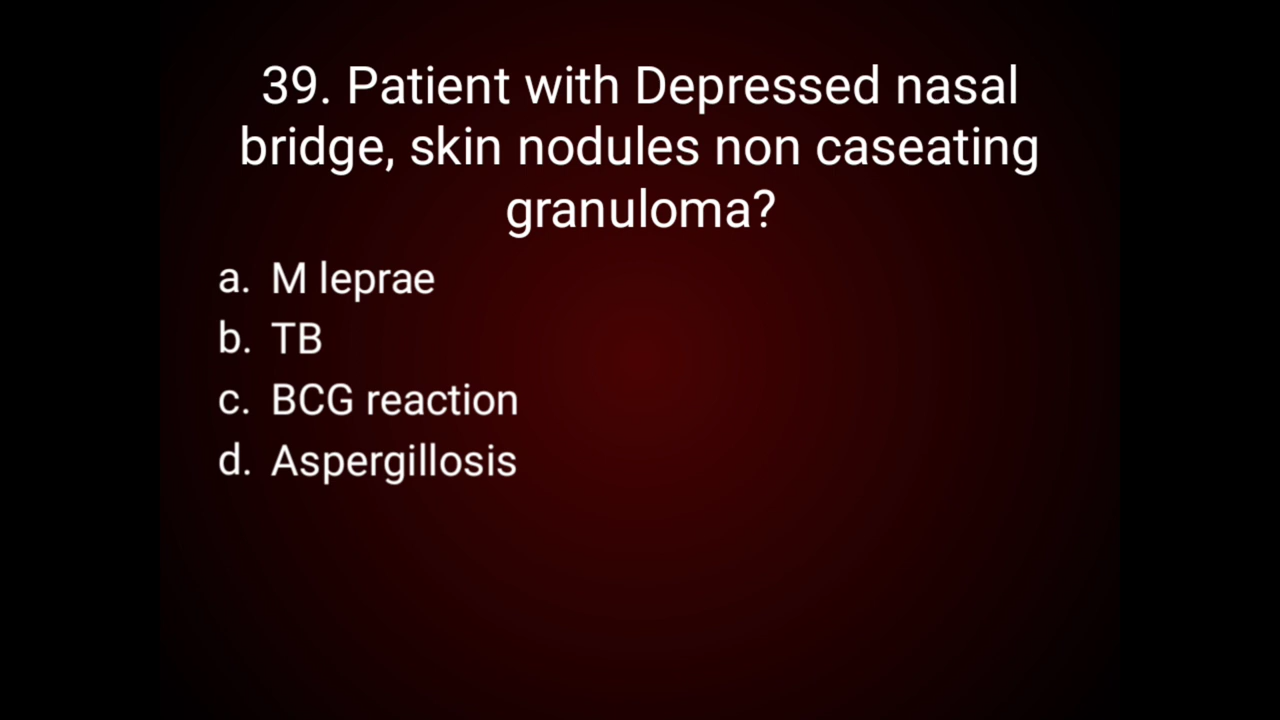 39. Patient with Depressed nasal
bridge, skin nodules non caseating
granuloma?
a. M leprae
b. TB
c. BCG reaction
d. Aspergillosis